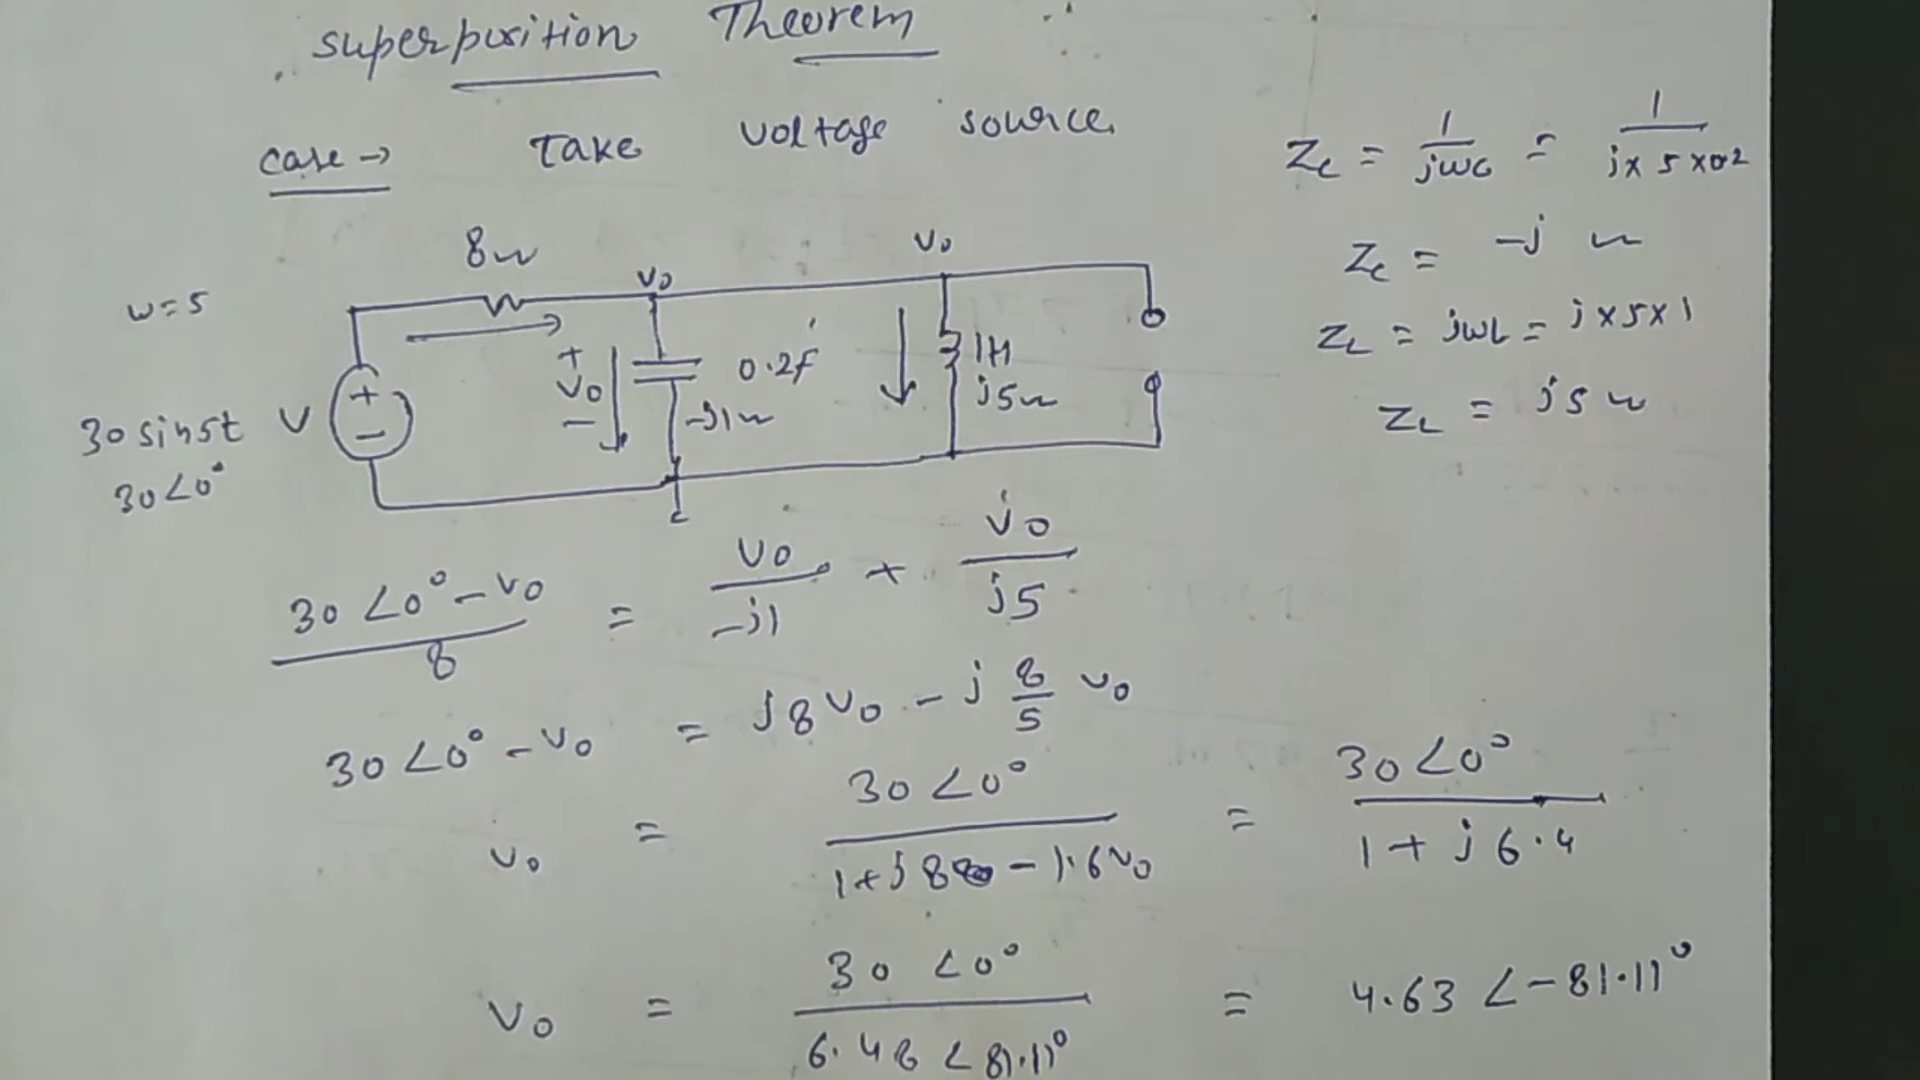 superposition Theorem
case → Take voltage source
Zc = 1/jwc = 1/j×5×0.2
Zc = -j Ω
ZL = jwL = j×5×1
ZL = j5 Ω
w=5
8Ω
Vo
Vo
30 sin5t V
30∠0°
+
-
+
Vo
-
0.2f
-j1Ω
1H
j5Ω
30∠0° - Vo / 8 = Vo/-j1 + Vo/j5
30∠0° - Vo = j8Vo - j 8/5 Vo
Vo = 30∠0° / 1+j8 - 1.6Vo = 30∠0° / 1+j6.4
Vo = 30∠0° / 6.48∠81.11° = 4.63∠-81.11°